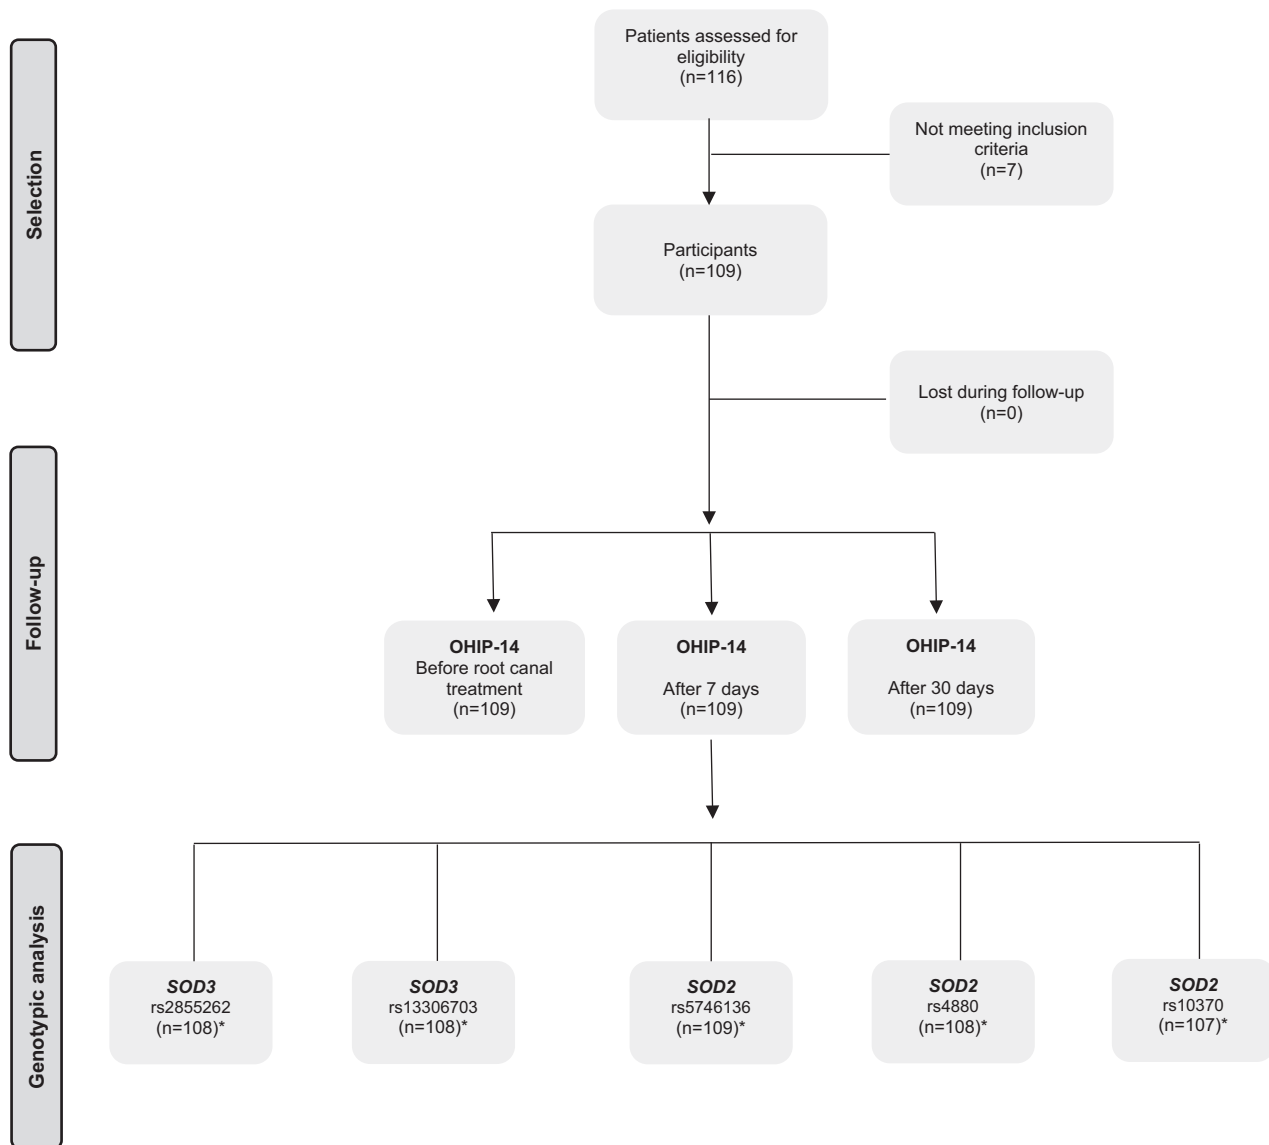 Selection
Patients assessed for
eligibility
(n=116)
Not meeting inclusion
criteria
(n=7)
Participants
(n=109)
Lost during follow-up
(n=0)
Follow-up
OHIP-14
Before root canal
treatment
(n=109)
OHIP-14
After 7 days
(n=109)
OHIP-14
After 30 days
(n=109)
Genotypic analysis
SOD3
rs2855262
(n=108)*
SOD3
rs13306703
(n=108)*
SOD2
rs5746136
(n=109)*
SOD2
rs4880
(n=108)*
SOD2
rs10370
(n=107)*